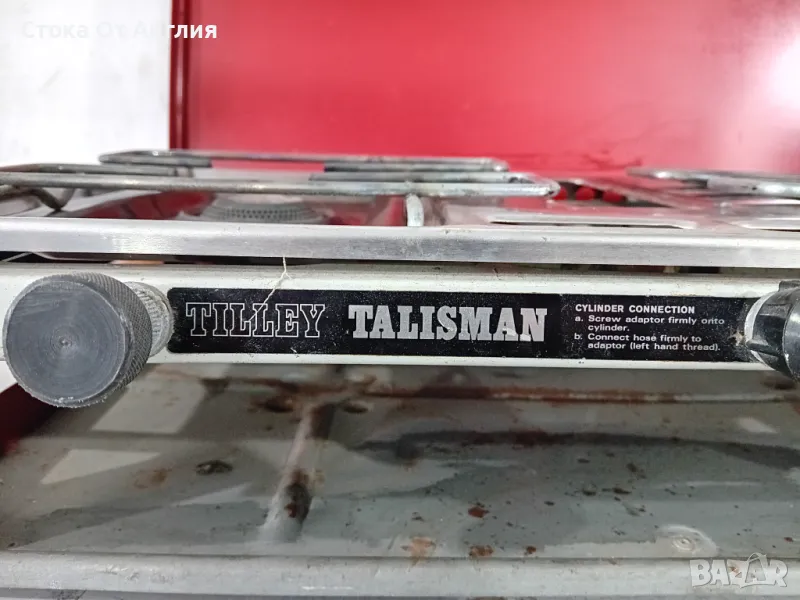 Стока От Англия
TILLEY TALISMAN
CYLINDER CONNECTION
a. Screw adaptor firmly onto
cylinder.
b. Connect hose firmly to
adaptor (left hand thread).
BAZAR